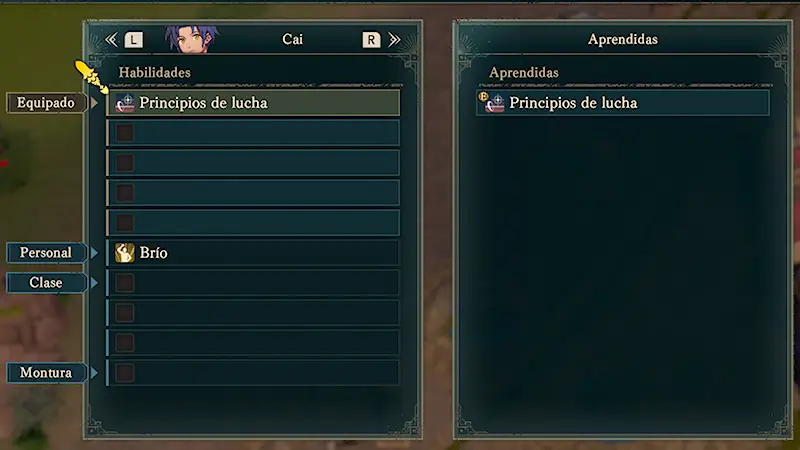 L
Cai
R
Habilidades
Equipado
Principios de lucha
Personal
Brío
Clase
Montura
Aprendidas
Aprendidas
E
Principios de lucha